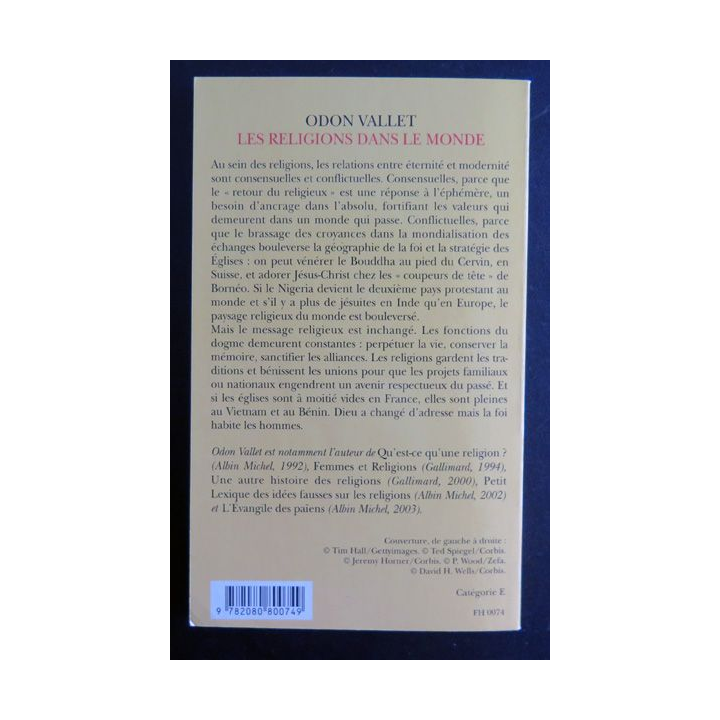 ODON VALLET
LES RELIGIONS DANS LE MONDE
Au sein des religions, les relations entre éternité et modernité
sont consensuelles et conflictuelles. Consensuelles, parce que
le « retour du religieux » est une réponse à l'éphémère, un
besoin d'ancrage dans l'absolu, fortifiant les valeurs qui
demeurent dans un monde qui passe. Conflictuelles, parce
que le brassage des croyances dans la mondialisation des
échanges bouleverse la géographie de la foi et la stratégie des
Églises : on peut vénérer le Bouddha au pied du Cervin, en
Suisse, et adorer Jésus-Christ chez les « coupeurs de tête » de
Bornéo. Si le Nigeria devient le deuxième pays protestant au
monde et s'il y a plus de jésuites en Inde qu'en Europe, le
paysage religieux du monde est bouleversé.
Mais le message religieux est inchangé. Les fonctions du
dogme demeurent constantes : perpétuer la vie, conserver la
mémoire, sanctifier les alliances. Les religions gardent les tra-
ditions et bénissent les unions pour que les projets familiaux
ou nationaux engendrent un avenir respectueux du passé. Et
si les églises sont à moitié vides en France, elles sont pleines
au Vietnam et au Bénin. Dieu a changé d'adresse mais la foi
habite les hommes.
Odon Vallet est notamment l'auteur de Qu'est-ce qu'une religion ?
(Albin Michel, 1992), Femmes et Religions (Gallimard, 1994),
Une autre histoire des religions (Gallimard, 2000), Petit
Lexique des idées fausses sur les religions (Albin Michel, 2002)
et L'Évangile des païens (Albin Michel, 2003).
Couverture, de gauche à droite :
© Tim Hall/Gettyimages. © Ted Spiegel/Corbis.
© Jeremy Horner/Corbis. © P. Wood/Zefa.
© David H. Wells/Corbis.
Catégorie E
FH 0974
9 782080 800749